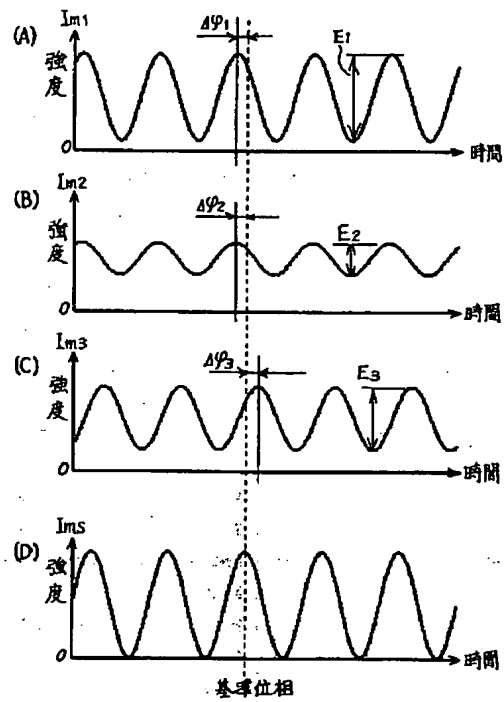 (A) Im1
強度
Δφ1
E1
0
時間
(B) Im2
強度
Δφ2
E2
0
時間
(C) Im3
強度
Δφ3
E3
0
時間
(D) Ims
強度
0
時間
基準位相